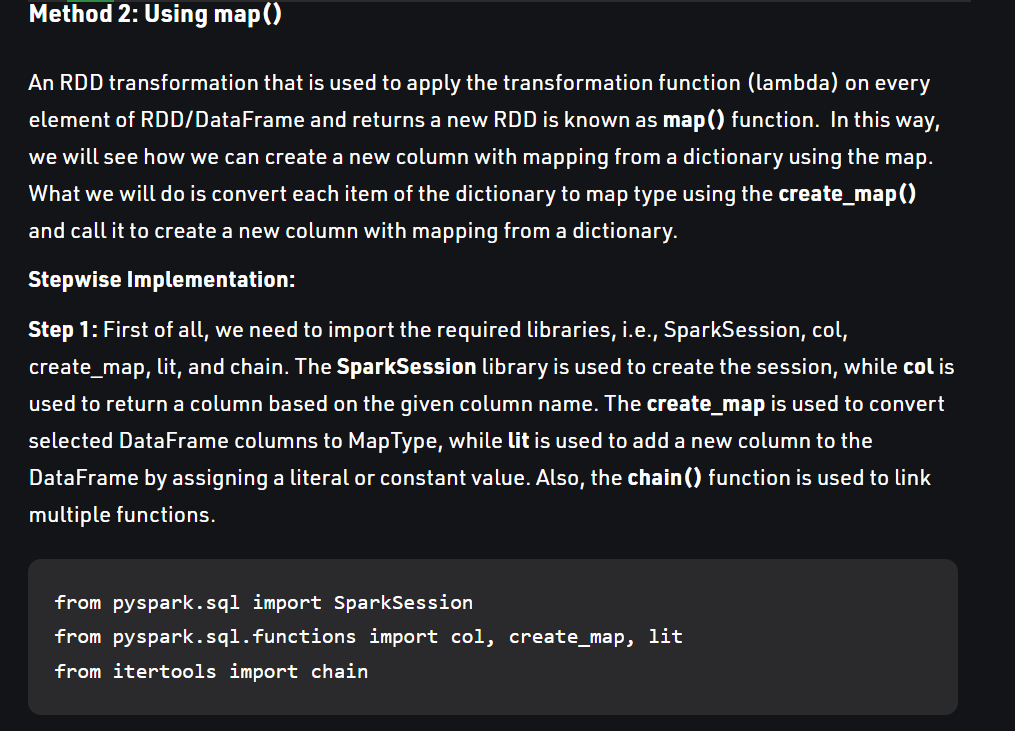 Method 2: Using map()
An RDD transformation that is used to apply the transformation function (lambda) on every
element of RDD/DataFrame and returns a new RDD is known as map() function.  In this way,
we will see how we can create a new column with mapping from a dictionary using the map.
What we will do is convert each item of the dictionary to map type using the create_map()
and call it to create a new column with mapping from a dictionary.
Stepwise Implementation:
Step 1: First of all, we need to import the required libraries, i.e., SparkSession, col,
create_map, lit, and chain. The SparkSession library is used to create the session, while col is
used to return a column based on the given column name. The create_map is used to convert
selected DataFrame columns to MapType, while lit is used to add a new column to the
DataFrame by assigning a literal or constant value. Also, the chain() function is used to link
multiple functions.
from pyspark.sql import SparkSession
from pyspark.sql.functions import col, create_map, lit
from itertools import chain